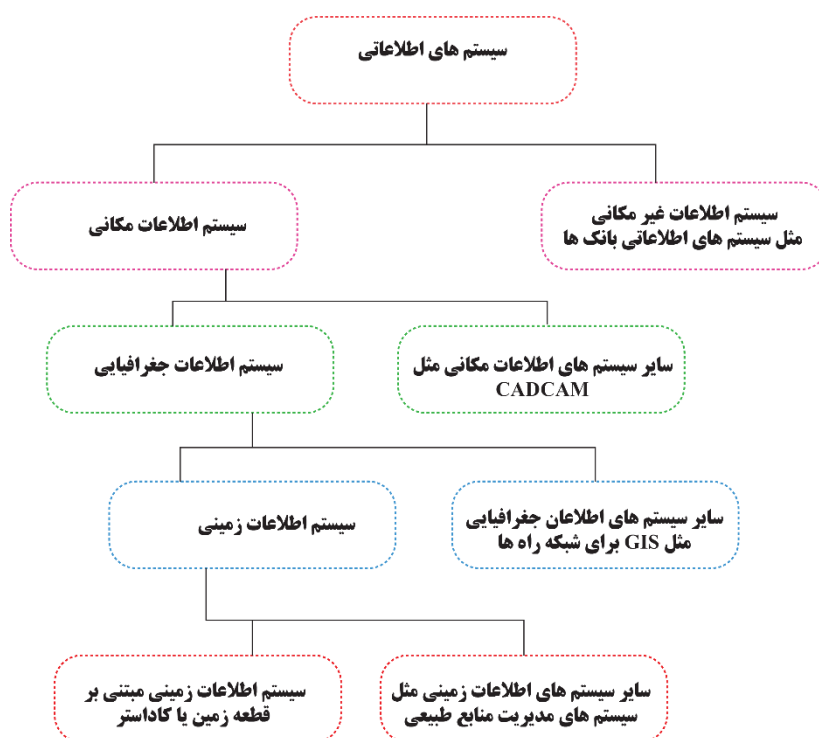 سیستم های اطلاعاتی
سیستم اطلاعات غیر مکانی
مثل سیستم های اطلاعاتی بانک ها
سیستم اطلاعات مکانی
سایر سیستم های اطلاعات مکانی مثل
CADCAM
سیستم اطلاعات جغرافیایی
سایر سیستم های اطلاعان جغرافیایی
مثل GIS برای شبکه راه ها
سیستم اطلاعات زمینی
سایر سیستم های اطلاعات زمینی مثل
سیستم های مدیریت منابع طبیعی
سیستم اطلاعات زمینی مبتنی بر
قطعه زمین یا کاداستر